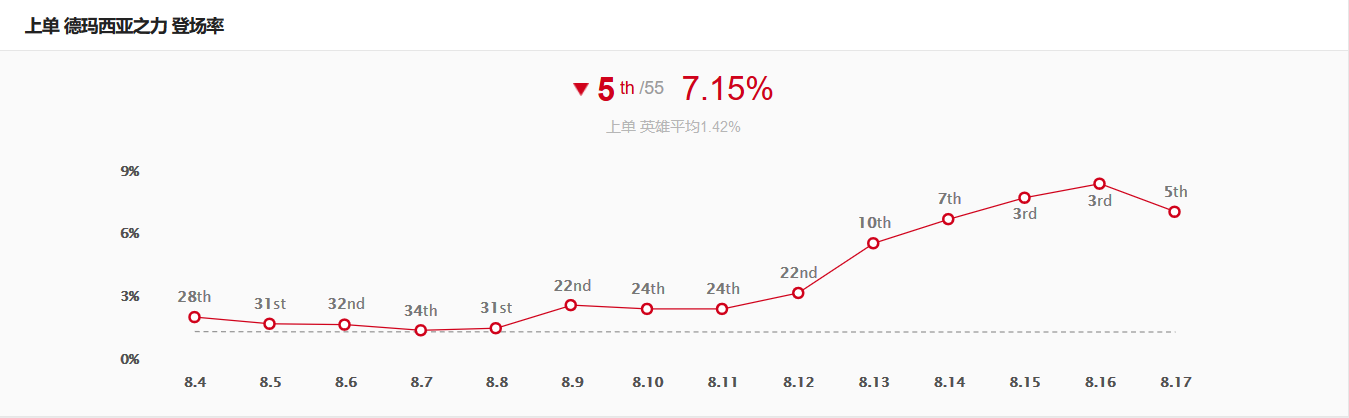 上单 德玛西亚之力 登场率
5 th /55 7.15%
上单 英雄平均1.42%
9%
6%
3%
0%
28th 31st 32nd 34th 31st 22nd 24th 24th 22nd 10th 7th 3rd 3rd 5th
8.4 8.5 8.6 8.7 8.8 8.9 8.10 8.11 8.12 8.13 8.14 8.15 8.16 8.17